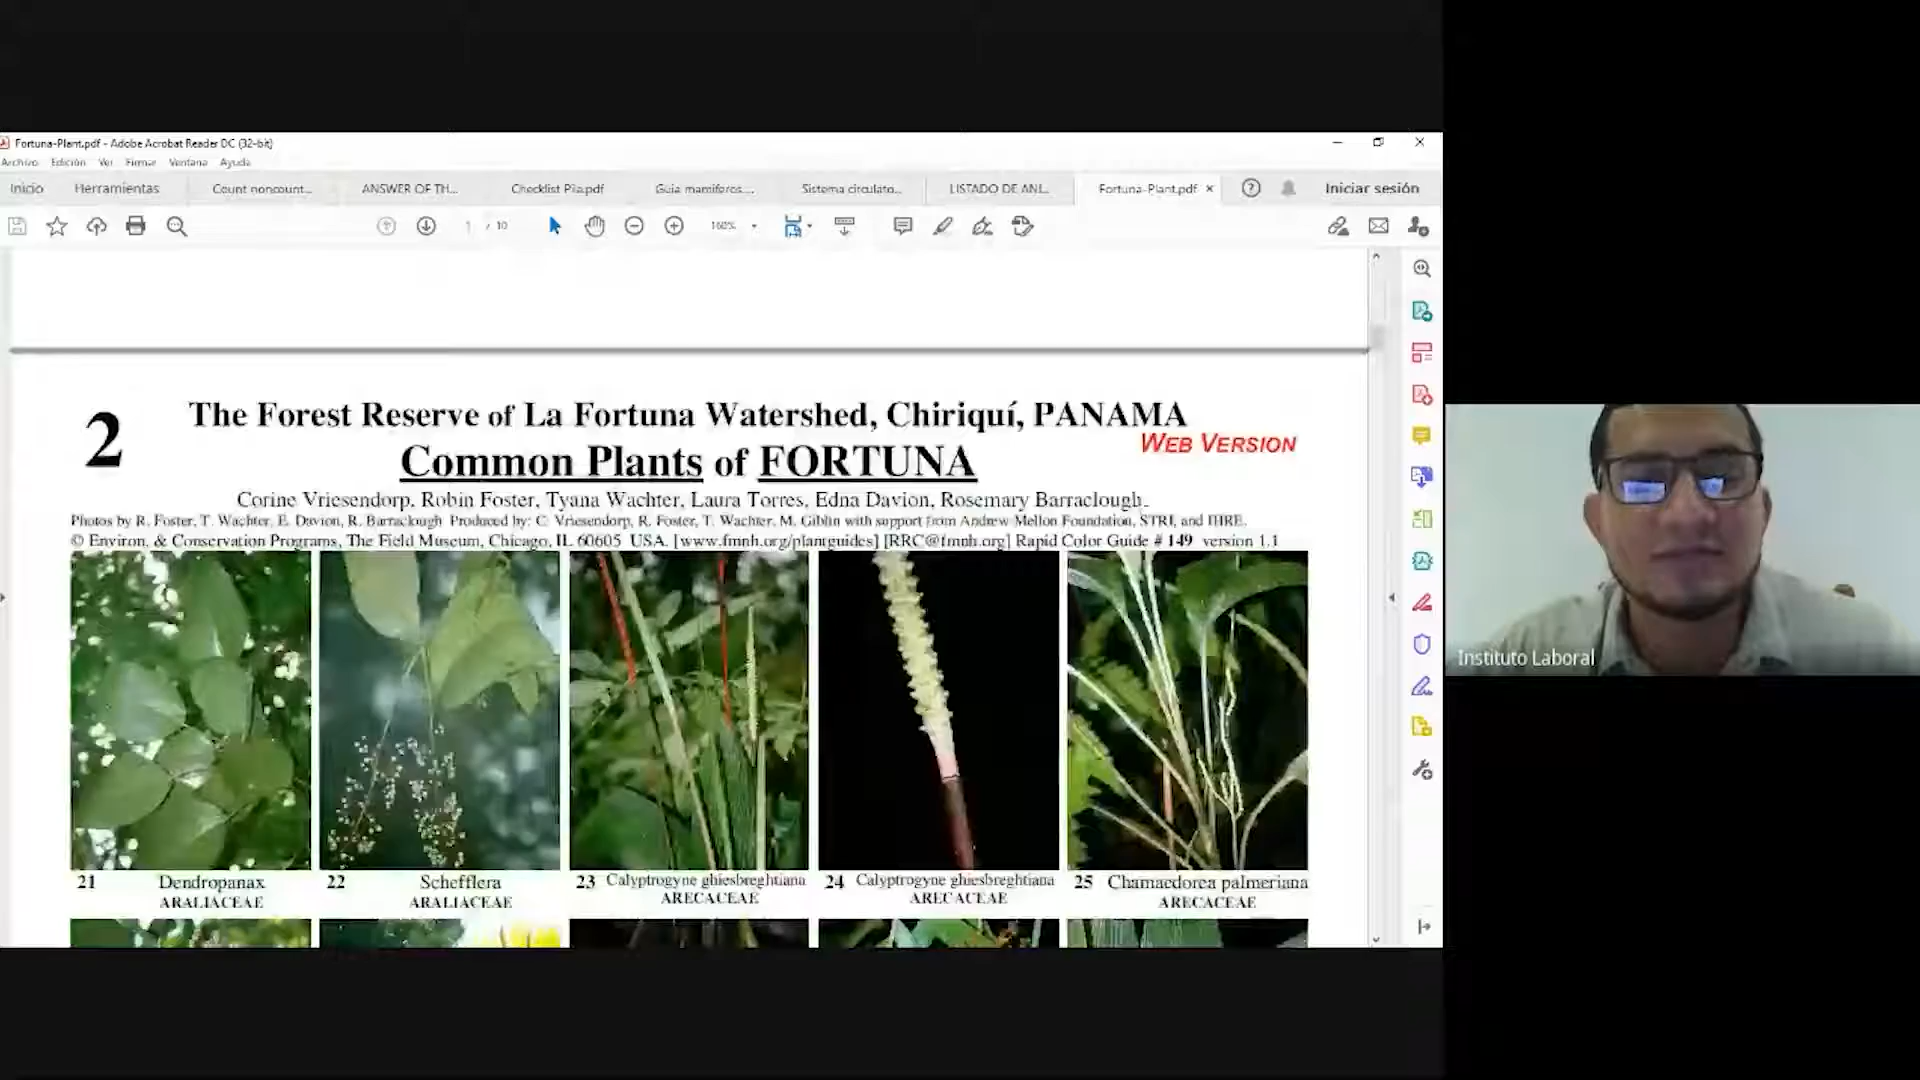 Fortuna-Plant.pdf - Adobe Acrobat Reader DC (32-bit)
Archivo Edición Ver Firmar Ventana Ayuda
Inicio Herramientas Count noncount... ANSWER OF TH... Checklist Pila.pdf Guia mamiferos.... Sistema circulato... LISTADO DE ANI... Fortuna-Plant.pdf × Iniciar sesión
1 / 10 160%
2
The Forest Reserve of La Fortuna Watershed, Chiriquí, PANAMA
WEB VERSION
Common Plants of FORTUNA
Corine Vriesendorp, Robin Foster, Tyana Wachter, Laura Torres, Edna Davion, Rosemary Barraclough.
Photos by R. Foster, T. Wachter, E. Davion, R. Barraclough Produced by: C. Vriesendorp, R. Foster, T. Wachter, M. Giblin with support from Andrew Mellon Foundation, STRI, and IHRE.
© Environ. & Conservation Programs, The Field Museum, Chicago, IL 60605 USA. [www.fmnh.org/plantguides] [RRC@fmnh.org] Rapid Color Guide # 149 version 1.1
21 Dendropanax
ARALIACEAE
22 Schefflera
ARALIACEAE
23 Calyptrogyne ghiesbreghtiana
ARECACEAE
24 Calyptrogyne ghiesbreghtiana
ARECACEAE
25 Chamaedorea palmeriana
ARECACEAE
Instituto Laboral